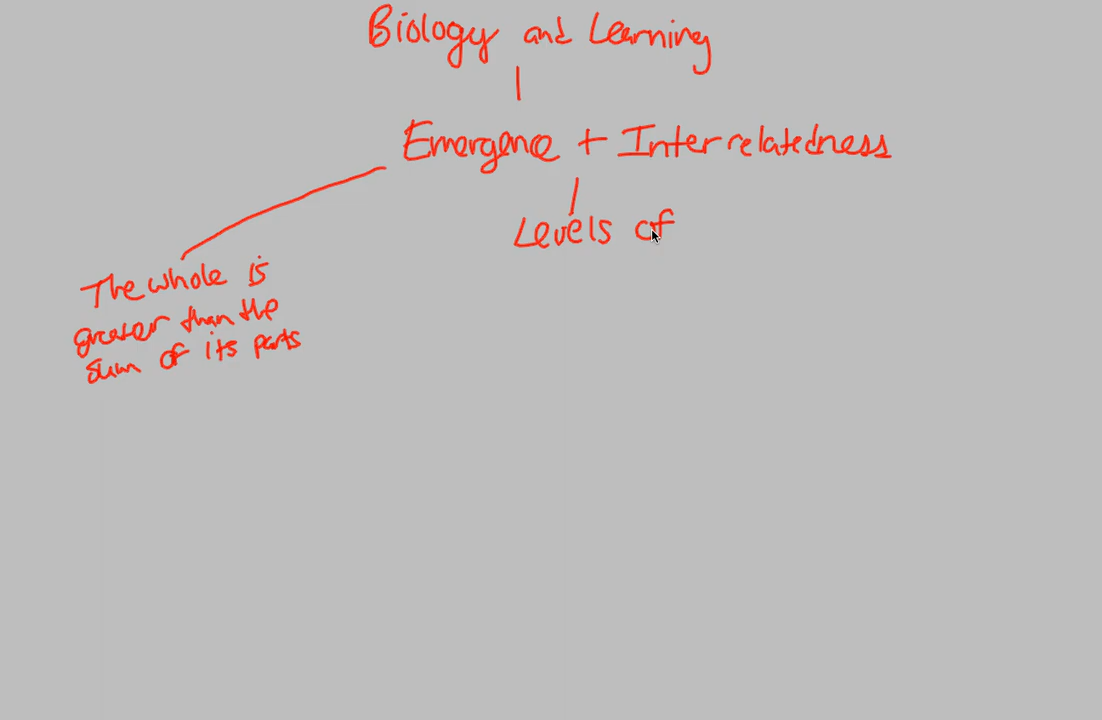 Biology and Learning
Emergence + Interrelatedness
Levels of
The whole is
greater than the
sum of its parts